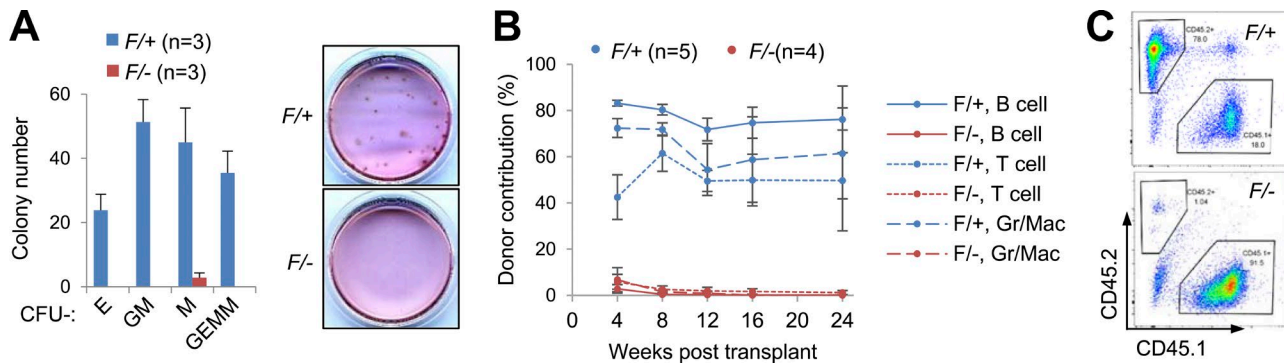 A
F/+ (n=3)
F/- (n=3)
Colony number
60
40
20
0
CFU-:
E
GM
M
GEMM
F/+
F/-
B
F/+ (n=5)
F/-(n=4)
Donor contribution (%)
100
80
60
40
20
0
0
4
8
12
16
20
24
Weeks post transplant
F/+, B cell
F/-, B cell
F/+, T cell
F/-, T cell
F/+, Gr/Mac
F/-, Gr/Mac
C
F/+
CD45.2+
78.0
CD45.1+
18.0
F/-
CD45.2+
1.04
CD45.1+
91.5
CD45.2
CD45.1